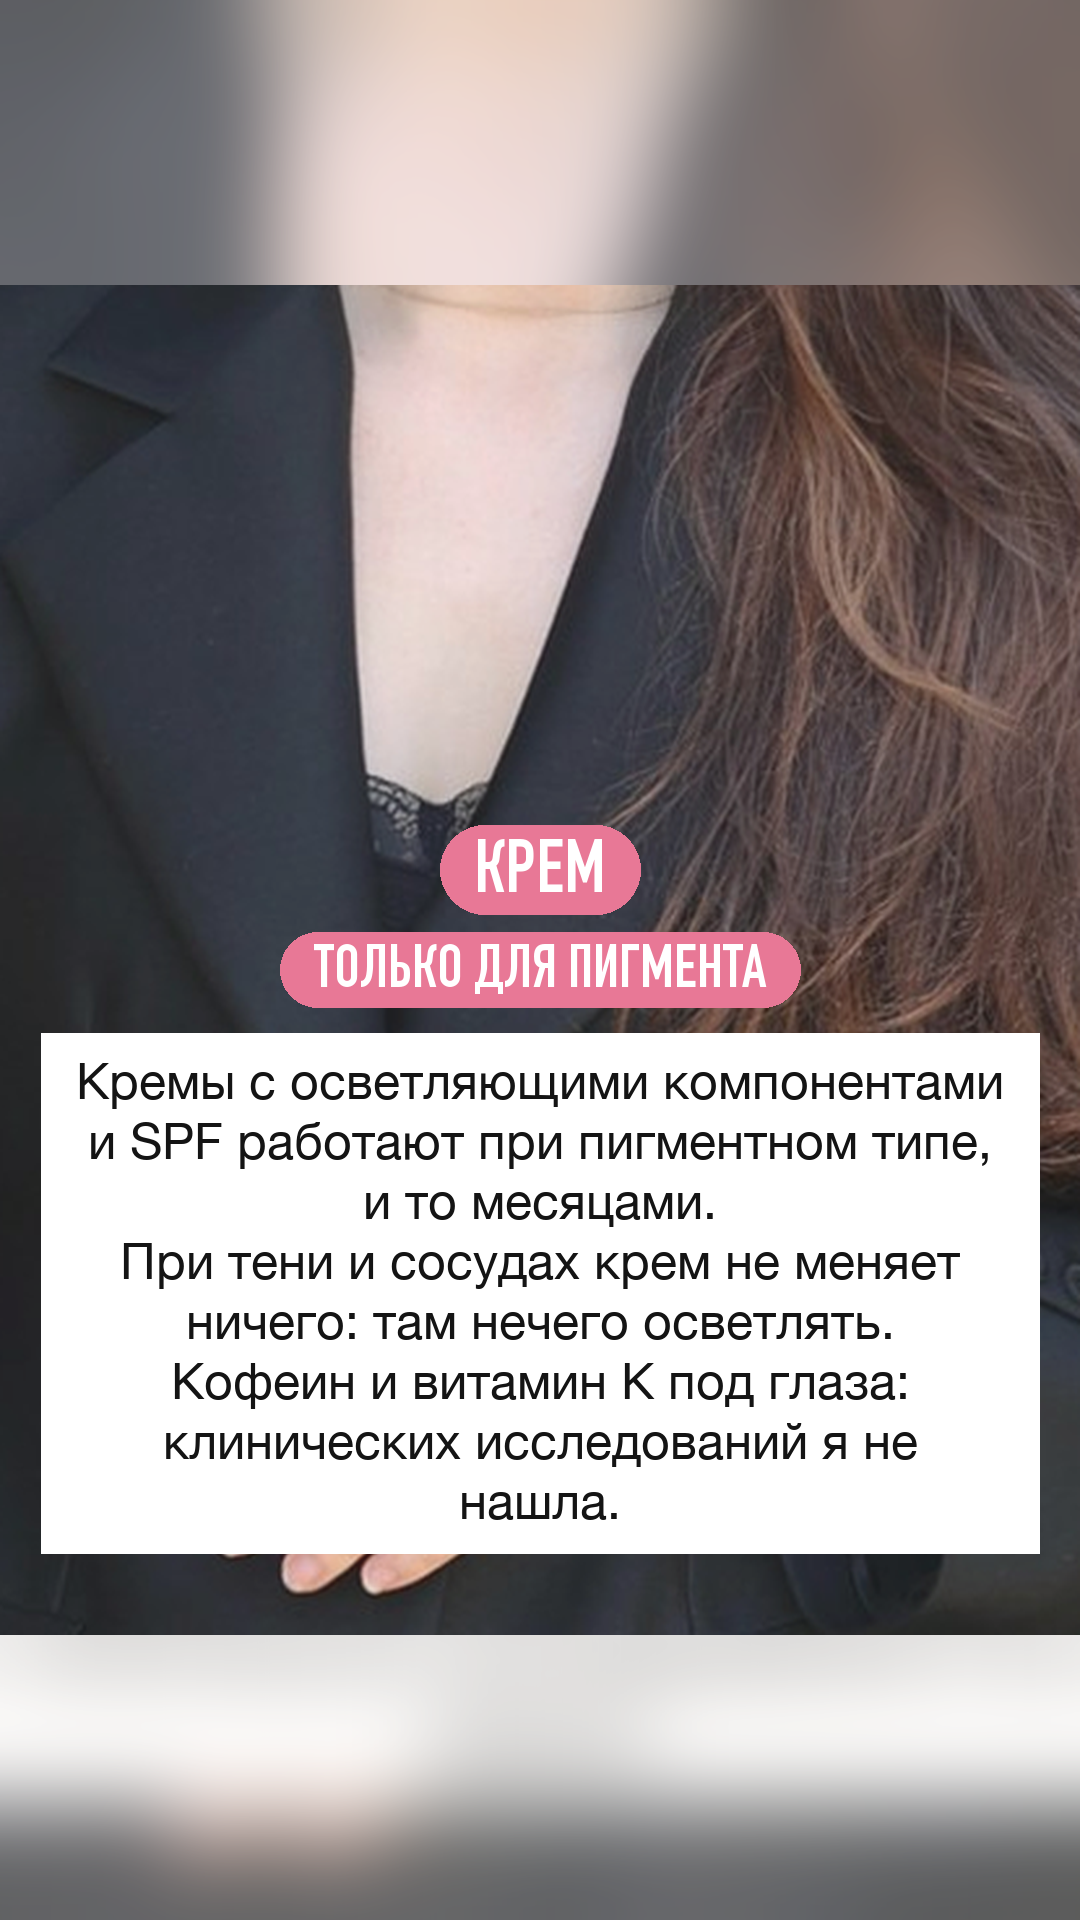 КРЕМ
ТОЛЬКО ДЛЯ ПИГМЕНТА
Кремы с осветляющими компонентами
и SPF работают при пигментном типе,
и то месяцами.
При тени и сосудах крем не меняет
ничего: там нечего осветлять.
Кофеин и витамин К под глаза:
клинических исследований я не
нашла.